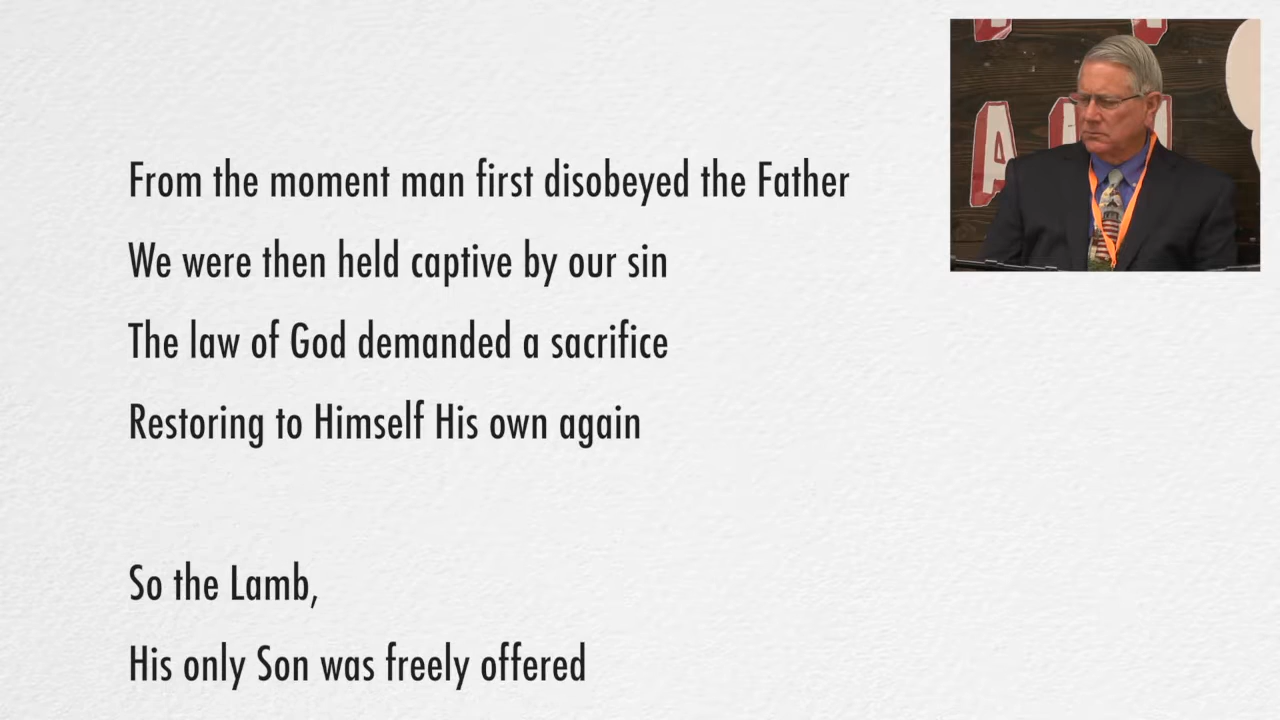 From the moment man first disobeyed the Father
We were then held captive by our sin
The law of God demanded a sacrifice
Restoring to Himself His own again
So the Lamb,
His only Son was freely offered